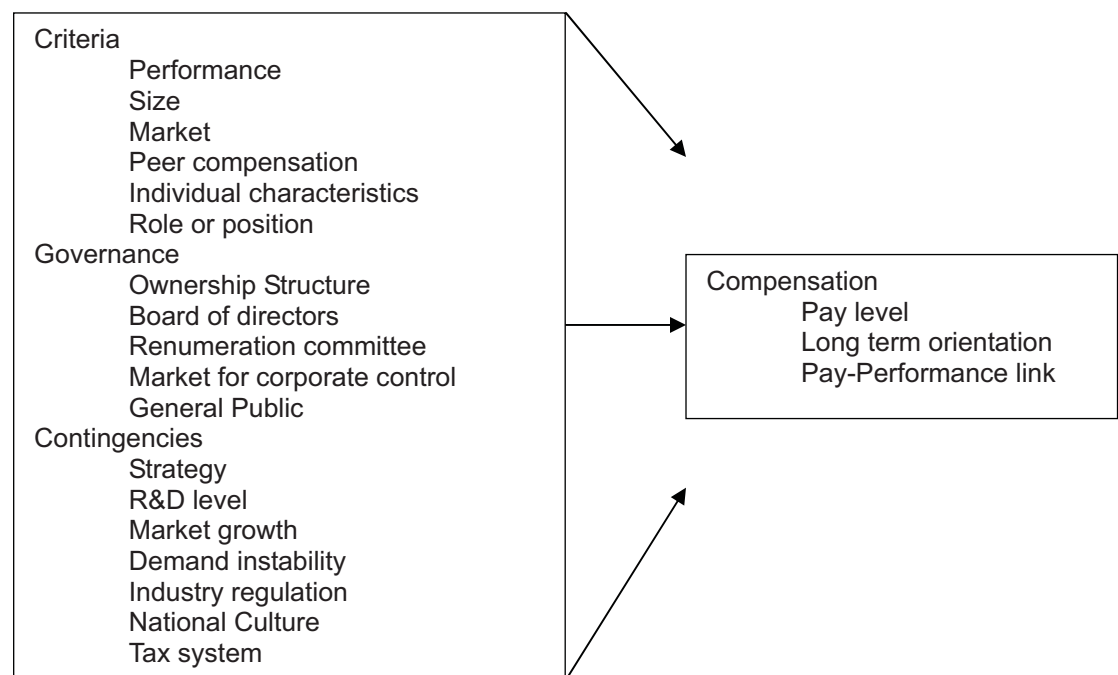 Criteria
Performance
Size
Market
Peer compensation
Individual characteristics
Role or position
Governance
Ownership Structure
Board of directors
Renumeration committee
Market for corporate control
General Public
Contingencies
Strategy
R&D level
Market growth
Demand instability
Industry regulation
National Culture
Tax system
Compensation
Pay level
Long term orientation
Pay-Performance link